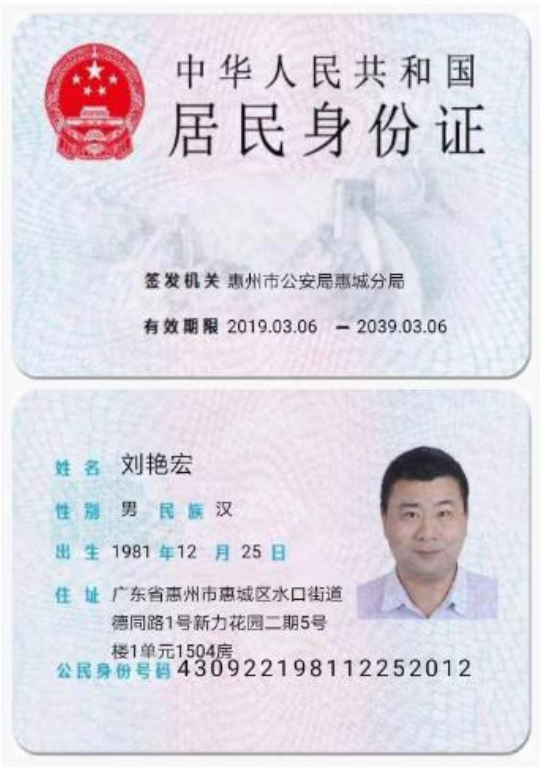 中华人民共和国
居民身份证
签发机关 惠州市公安局惠城分局
有效期限 2019.03.06 – 2039.03.06
姓名 刘艳宏
性别 男 民族 汉
出生 1981 年 12 月 25 日
住址 广东省惠州市惠城区水口街道
德同路1号新力花园二期5号
楼1单元1504房
公民身份号码 430922198112252012